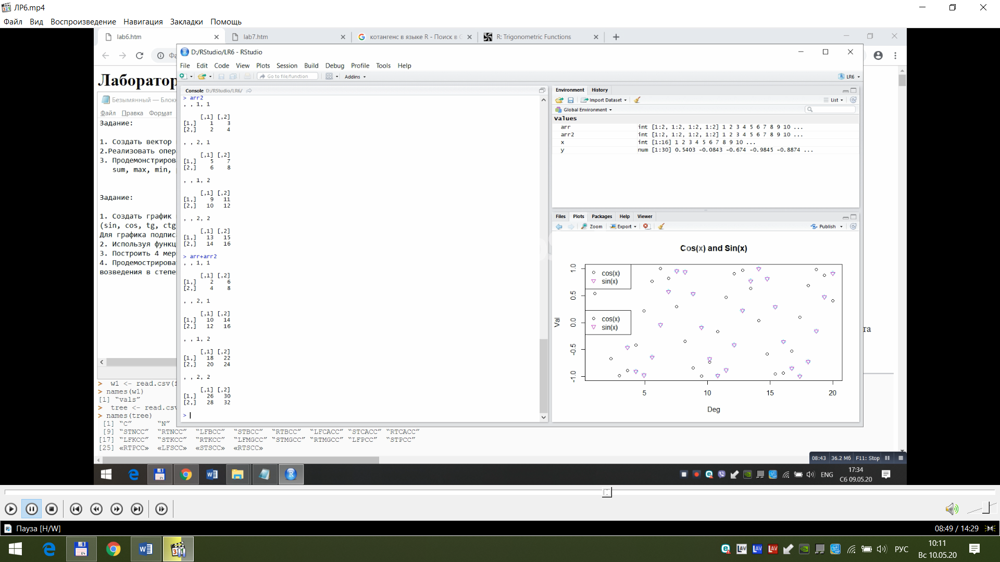 ЛР6.mp4
Файл Вид Воспроизведение Навигация Закладки Помощь
lab6.htm
lab7.htm
котангенс в языке R - Поиск в
R: Trigonometric Functions
D:/RStudio/LR6 - RStudio
File Edit Code View Plots Session Build Debug Profile Tools Help
Go to file/function
Addins
LR6
Лаборатор
Безымянный — Блокн
Файл Правка Формат
Задание:
1. Создать вектор
2.Реализовать опер
3. Продемонстриров
sum, max, min,
Задание:
1. Создать график
(sin, cos, tg, ctg
Для графика подпис
2. Используя функц
3. Построить 4 мер
4. Продемострирова
возведения в степе
Console D:/RStudio/LR6/
> arr2
, , 1, 1
[,1] [,2]
[1,] 1 3
[2,] 2 4
, , 2, 1
[,1] [,2]
[1,] 5 7
[2,] 6 8
, , 1, 2
[,1] [,2]
[1,] 9 11
[2,] 10 12
, , 2, 2
[,1] [,2]
[1,] 13 15
[2,] 14 16
> arr+arr2
, , 1, 1
[,1] [,2]
[1,] 2 6
[2,] 4 8
, , 2, 1
[,1] [,2]
[1,] 10 14
[2,] 12 16
, , 1, 2
[,1] [,2]
[1,] 18 22
[2,] 20 24
, , 2, 2
[,1] [,2]
[1,] 26 30
[2,] 28 32
>
Environment History
Import Dataset
List
Global Environment
Values
arr int [1:2, 1:2, 1:2, 1:2] 1 2 3 4 5 6 7 8 9 10 ...
arr2 int [1:2, 1:2, 1:2, 1:2] 1 2 3 4 5 6 7 8 9 10 ...
x int [1:16] 1 2 3 4 5 6 7 8 9 10 ...
y num [1:30] 0.5403 -0.0843 -0.674 -0.9845 -0.8874 ...
Files Plots Packages Help Viewer
Zoom Export Publish
Cos(x) and Sin(x)
cos(x)
sin(x)
cos(x)
sin(x)
1.0
0.5
0.0
-0.5
-1.0
Val
5 10 15 20
Deg
та
> w1 <- read.csv(f
> names(w1)
[1] “vals”
> tree <- read.csv
> names(tree)
[1] “C” “N”
[9] “STNCC” “RTNCC” “LFBCC” “STBCC” “RTBCC” “LFCACC” “STCACC” “RTCACC”
[17] “LFKCC” “STKCC” “RTKCC” “LFMGCC” “STMGCC” “RTMGCC” “LFPCC” “STPCC”
[25] «RTPCC» «LFSCC» «STSCC» «RTSCC»
08:43 36.2 Мб F11: Stop
ENG
17:34
Сб 09.05.20
Пауза [H/W]
08:49 / 14:29
64
321
LAV LAV LAV
РУС
10:11
Вс 10.05.20